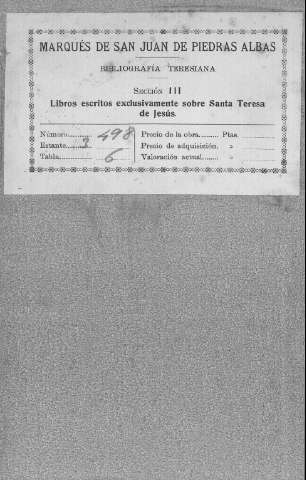 MARQUÉS DE SAN JUAN DE PIEDRAS ALBAS
BIBLIOGRAFÍA TERESIANA
SECCIÓN III
Libros escritos exclusivamente sobre Santa Teresa
de Jesús.
Número.......... 498
Estante.......... 3
Tabla.......... 6
Precio de la obra........ Ptas.
Precio de adquisición. »
Valoración actual....... »